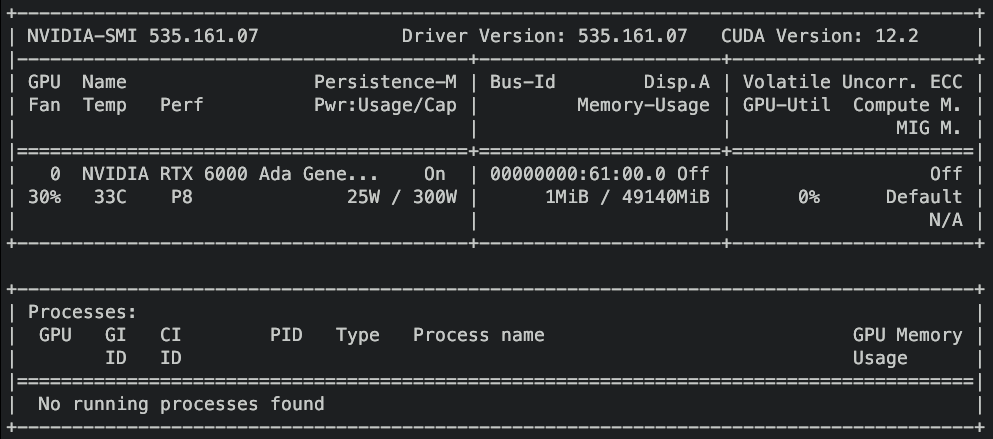 +---------------------------------------------------------------------------------------+
| NVIDIA-SMI 535.161.07             Driver Version: 535.161.07   CUDA Version: 12.2     |
|-----------------------------------------+----------------------+----------------------+
| GPU  Name                 Persistence-M | Bus-Id        Disp.A | Volatile Uncorr. ECC |
| Fan  Temp   Perf          Pwr:Usage/Cap |         Memory-Usage | GPU-Util  Compute M. |
|                                         |                      |               MIG M. |
|=========================================+======================+======================|
|   0  NVIDIA RTX 6000 Ada Gene...    On  | 00000000:61:00.0 Off |                  Off |
| 30%   33C    P8              25W / 300W |      1MiB / 49140MiB |      0%      Default |
|                                         |                      |                  N/A |
+-----------------------------------------+----------------------+----------------------+

+---------------------------------------------------------------------------------------+
| Processes:                                                                            |
|  GPU   GI   CI        PID   Type   Process name                            GPU Memory |
|        ID   ID                                                             Usage      |
|=======================================================================================|
|  No running processes found                                                           |
+---------------------------------------------------------------------------------------+